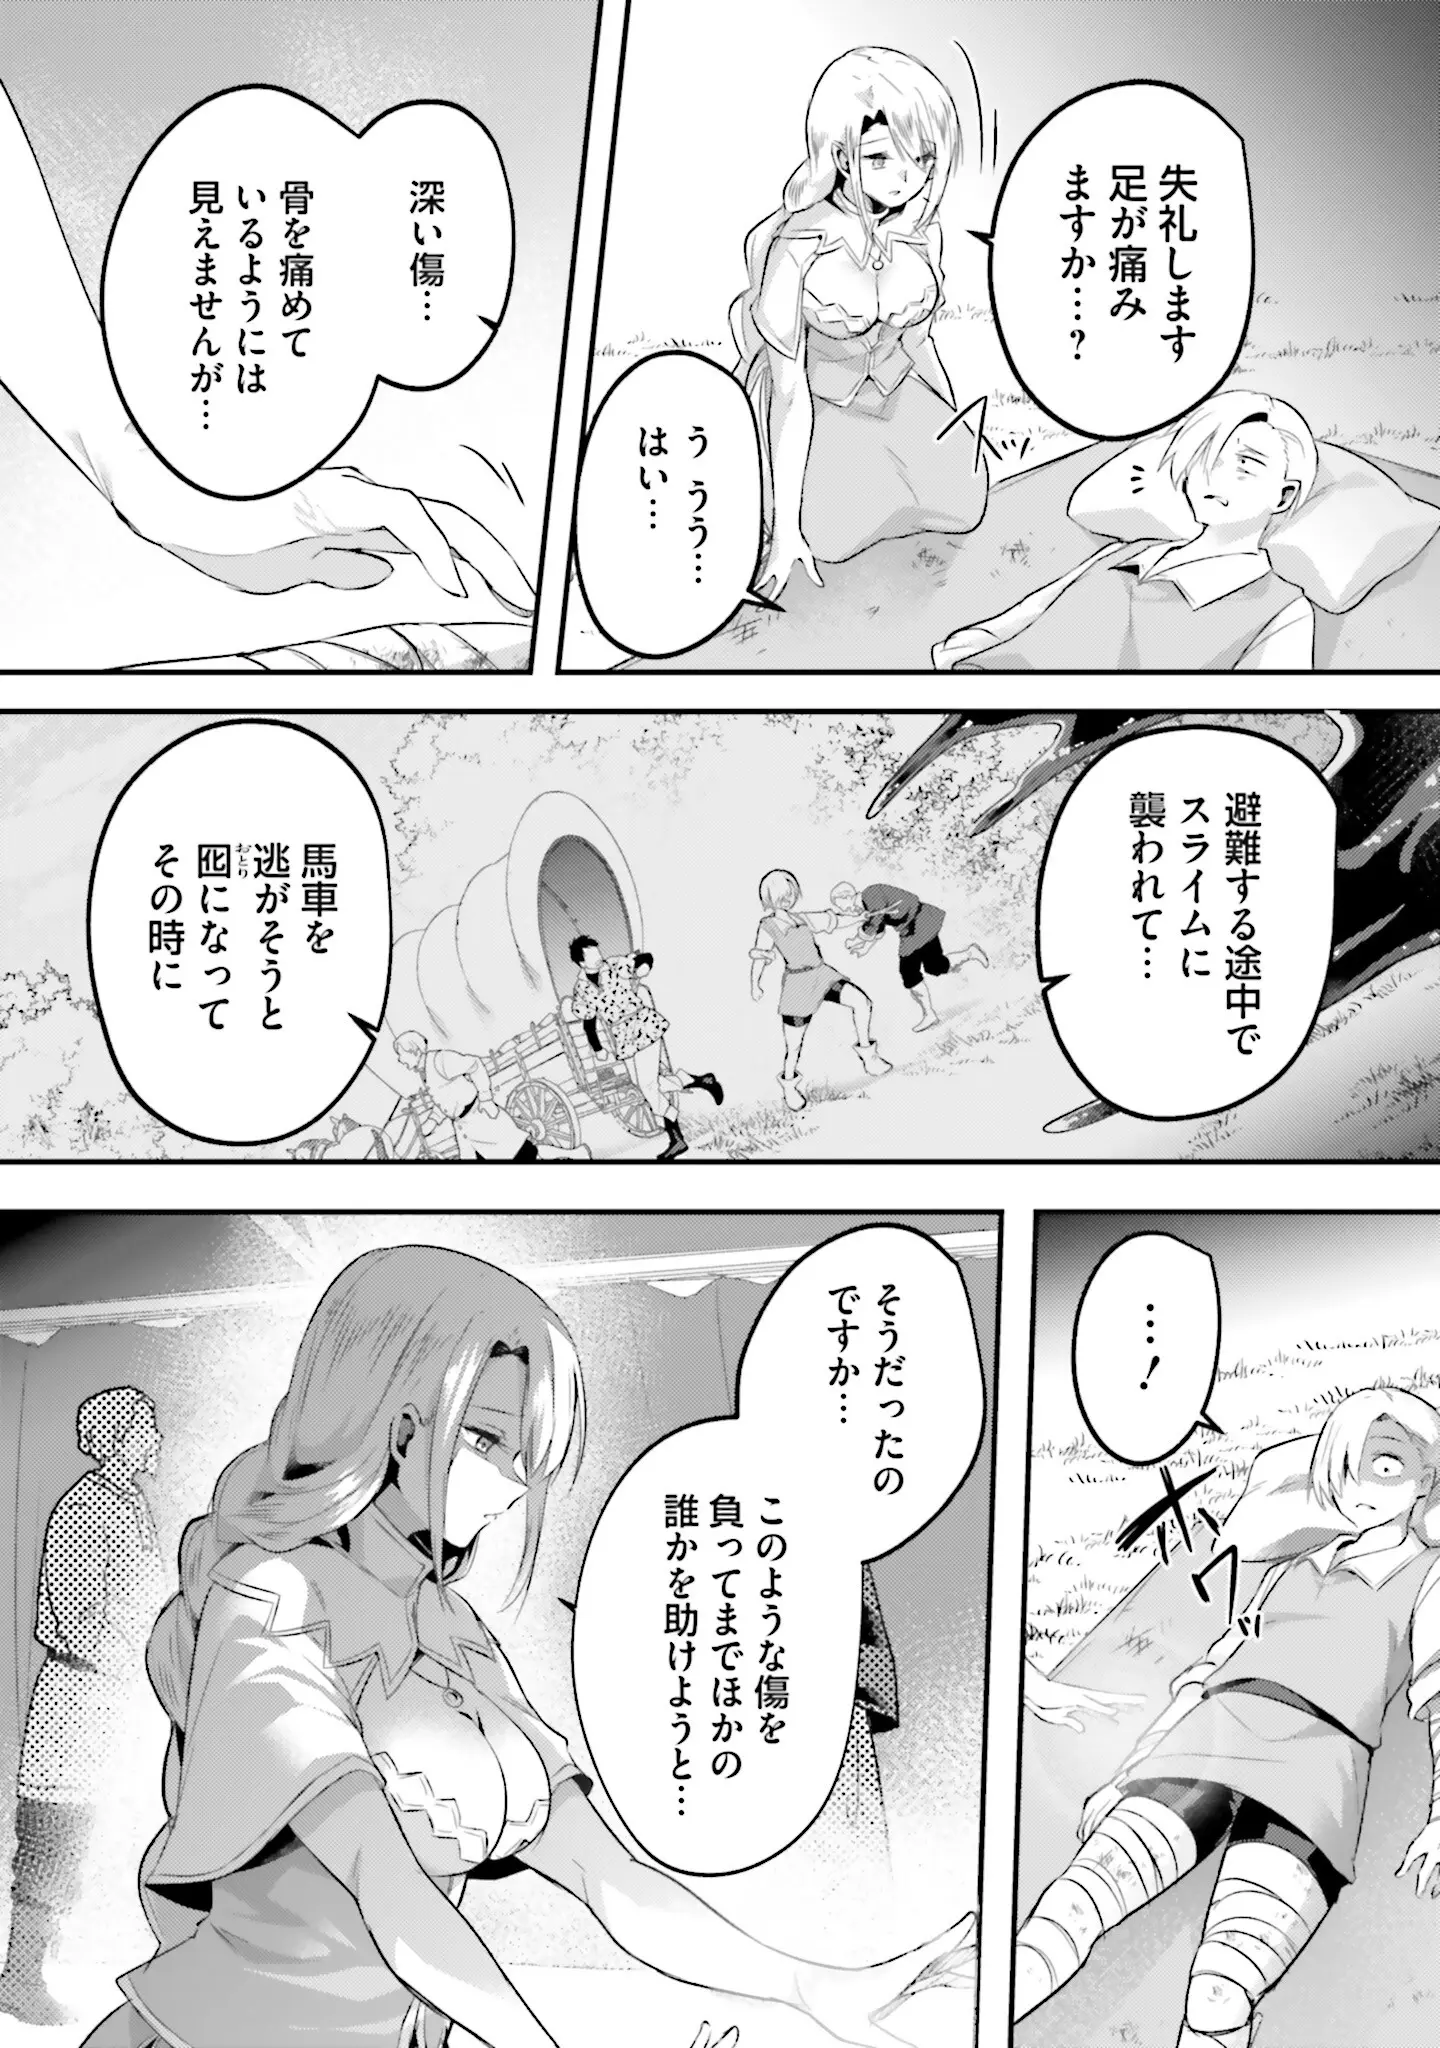 失礼します
足が痛み
ますか…?
う うう…
はい…
深い傷…
骨を痛めて
いるようには
見えませんが…
避難する途中で
スライムに
襲われて…
馬車を
逃がそうと
囮になって
おとり
その時に
…!
そうだったの
ですか…
このような傷を
負ってまでほかの
誰かを助けようと…